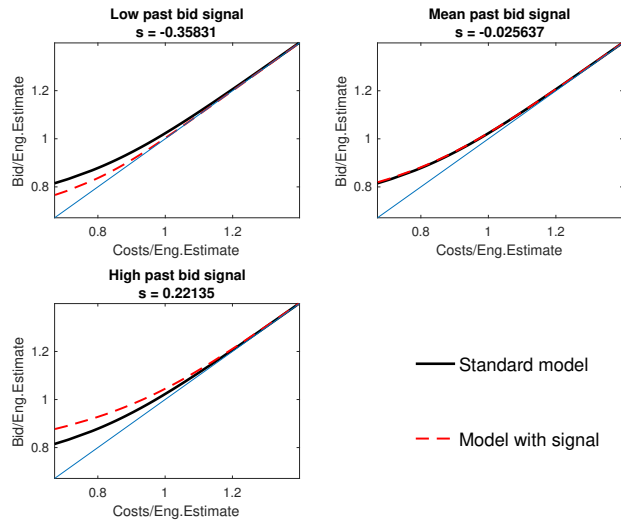 Low past bid signal
s = -0.35831
1.2
1
0.8
Bid/Eng.Estimate
0.8 1 1.2
Costs/Eng.Estimate
Mean past bid signal
s = -0.025637
1.2
1
0.8
Bid/Eng.Estimate
0.8 1 1.2
Costs/Eng.Estimate
High past bid signal
s = 0.22135
1.2
1
0.8
Bid/Eng.Estimate
0.8 1 1.2
Costs/Eng.Estimate
Standard model
Model with signal